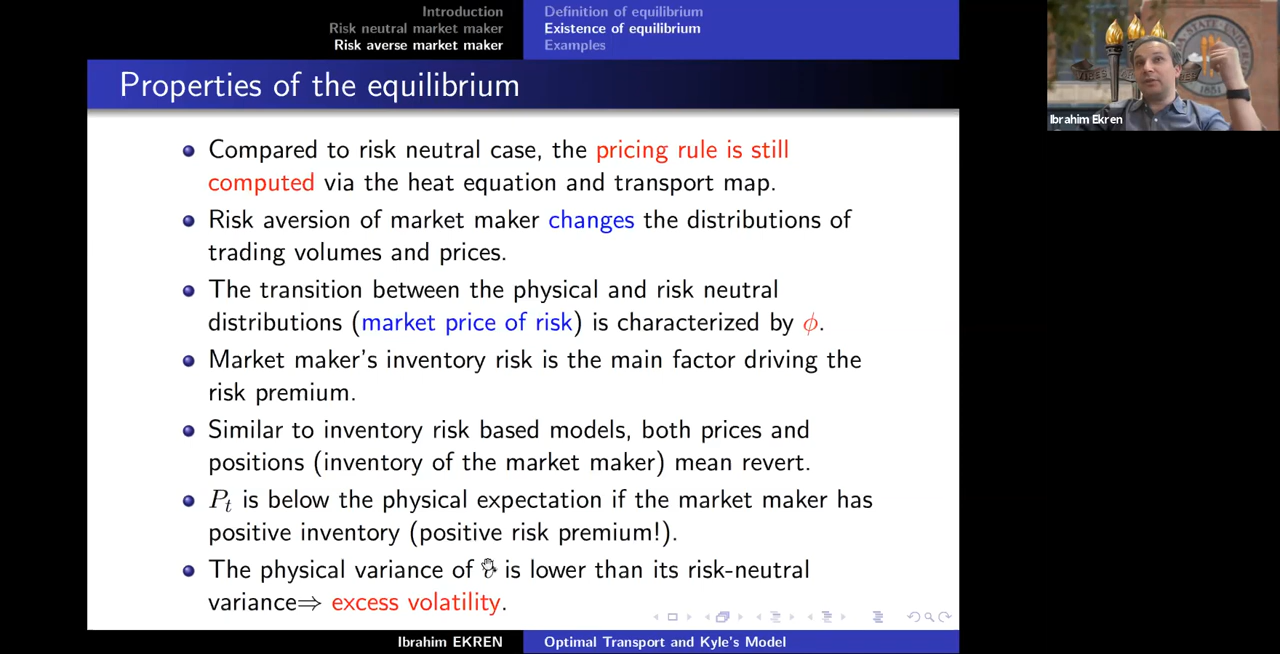 Introduction
Risk neutral market maker
Risk averse market maker
Definition of equilibrium
Existence of equilibrium
Examples
Properties of the equilibrium
Compared to risk neutral case, the pricing rule is still
computed via the heat equation and transport map.
Risk aversion of market maker changes the distributions of
trading volumes and prices.
The transition between the physical and risk neutral
distributions (market price of risk) is characterized by ϕ.
Market maker's inventory risk is the main factor driving the
risk premium.
Similar to inventory risk based models, both prices and
positions (inventory of the market maker) mean revert.
Pt is below the physical expectation if the market maker has
positive inventory (positive risk premium!).
The physical variance of is lower than its risk-neutral
variance⇒ excess volatility.
Ibrahim EKREN
Optimal Transport and Kyle's Model
Ibrahim Ekren
1851